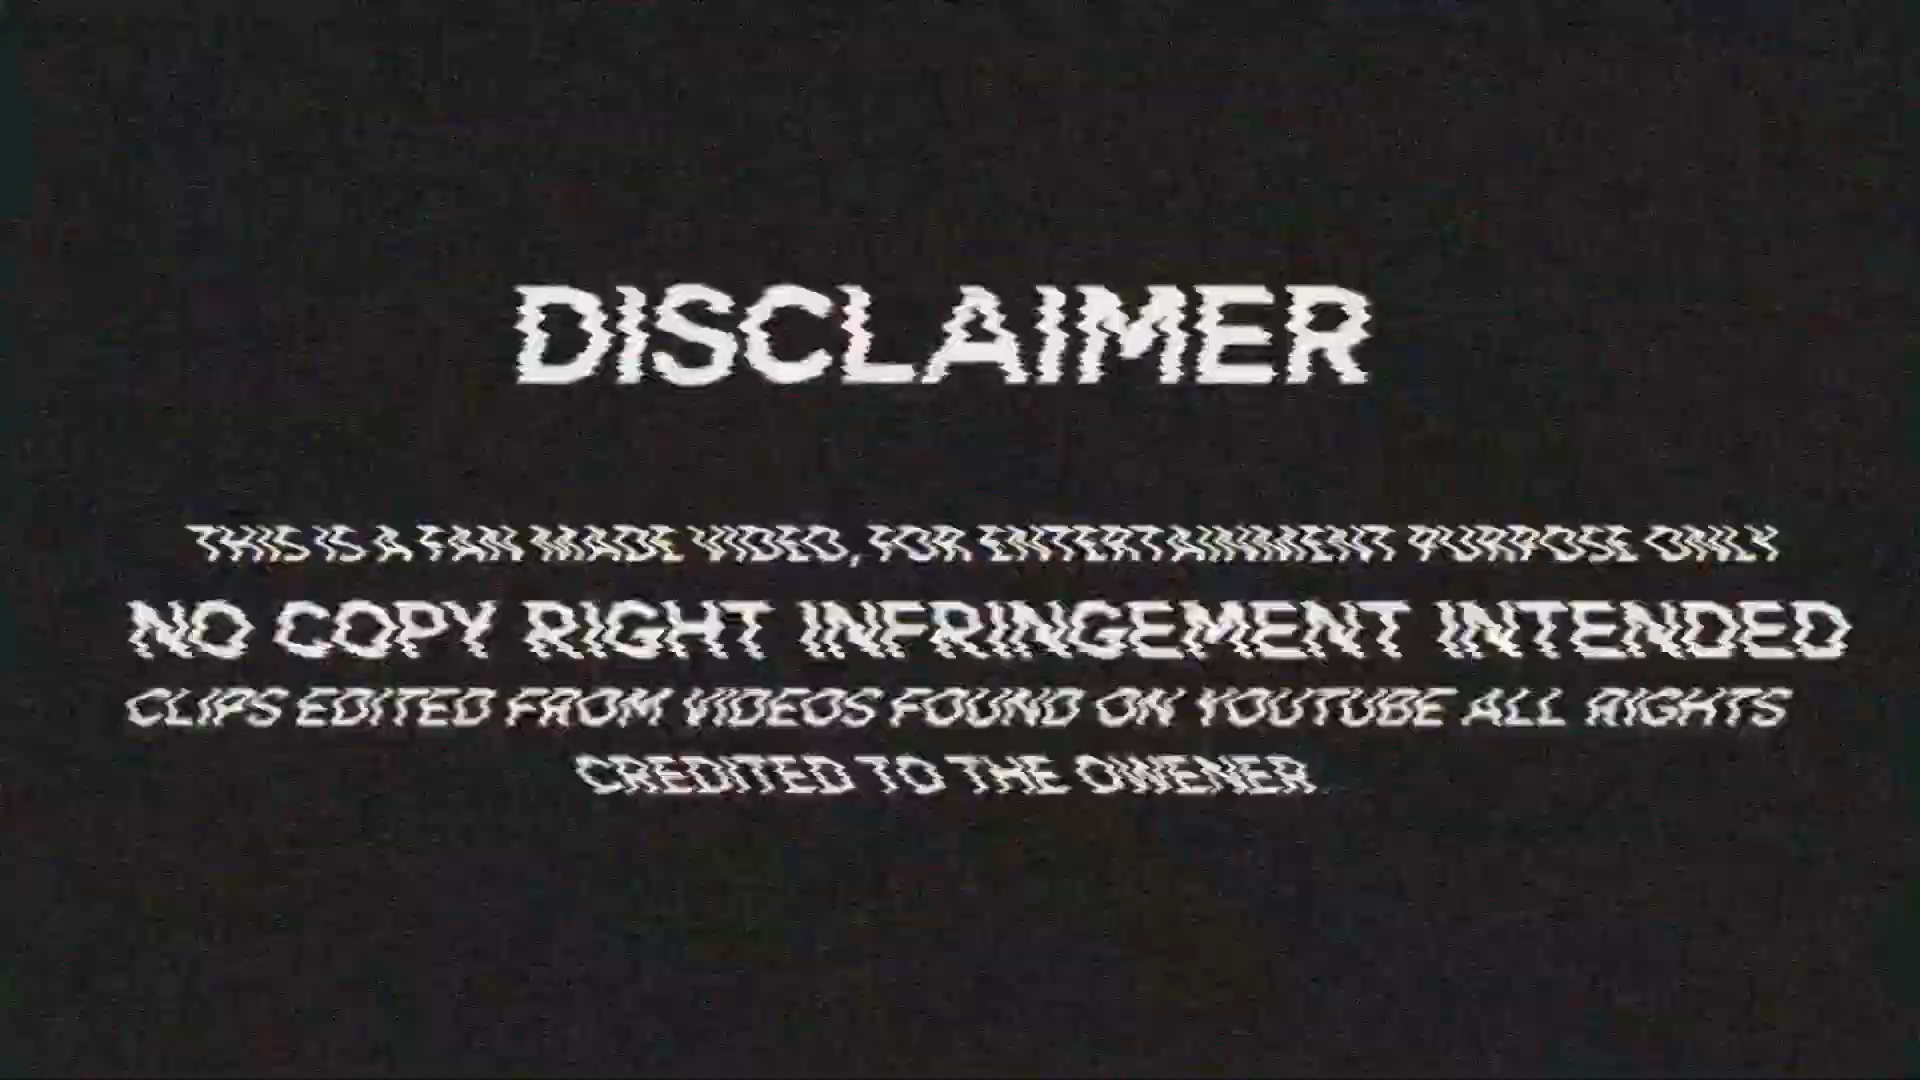 DISCLAIMER
THIS IS A FAN MADE VIDEO, FOR ENTERTAINMENT PURPOSE ONLY
NO COPY RIGHT INFRINGEMENT INTENDED
CLIPS EDITED FROM VIDEOS FOUND ON YOUTUBE ALL RIGHTS
CREDITED TO THE OWENER